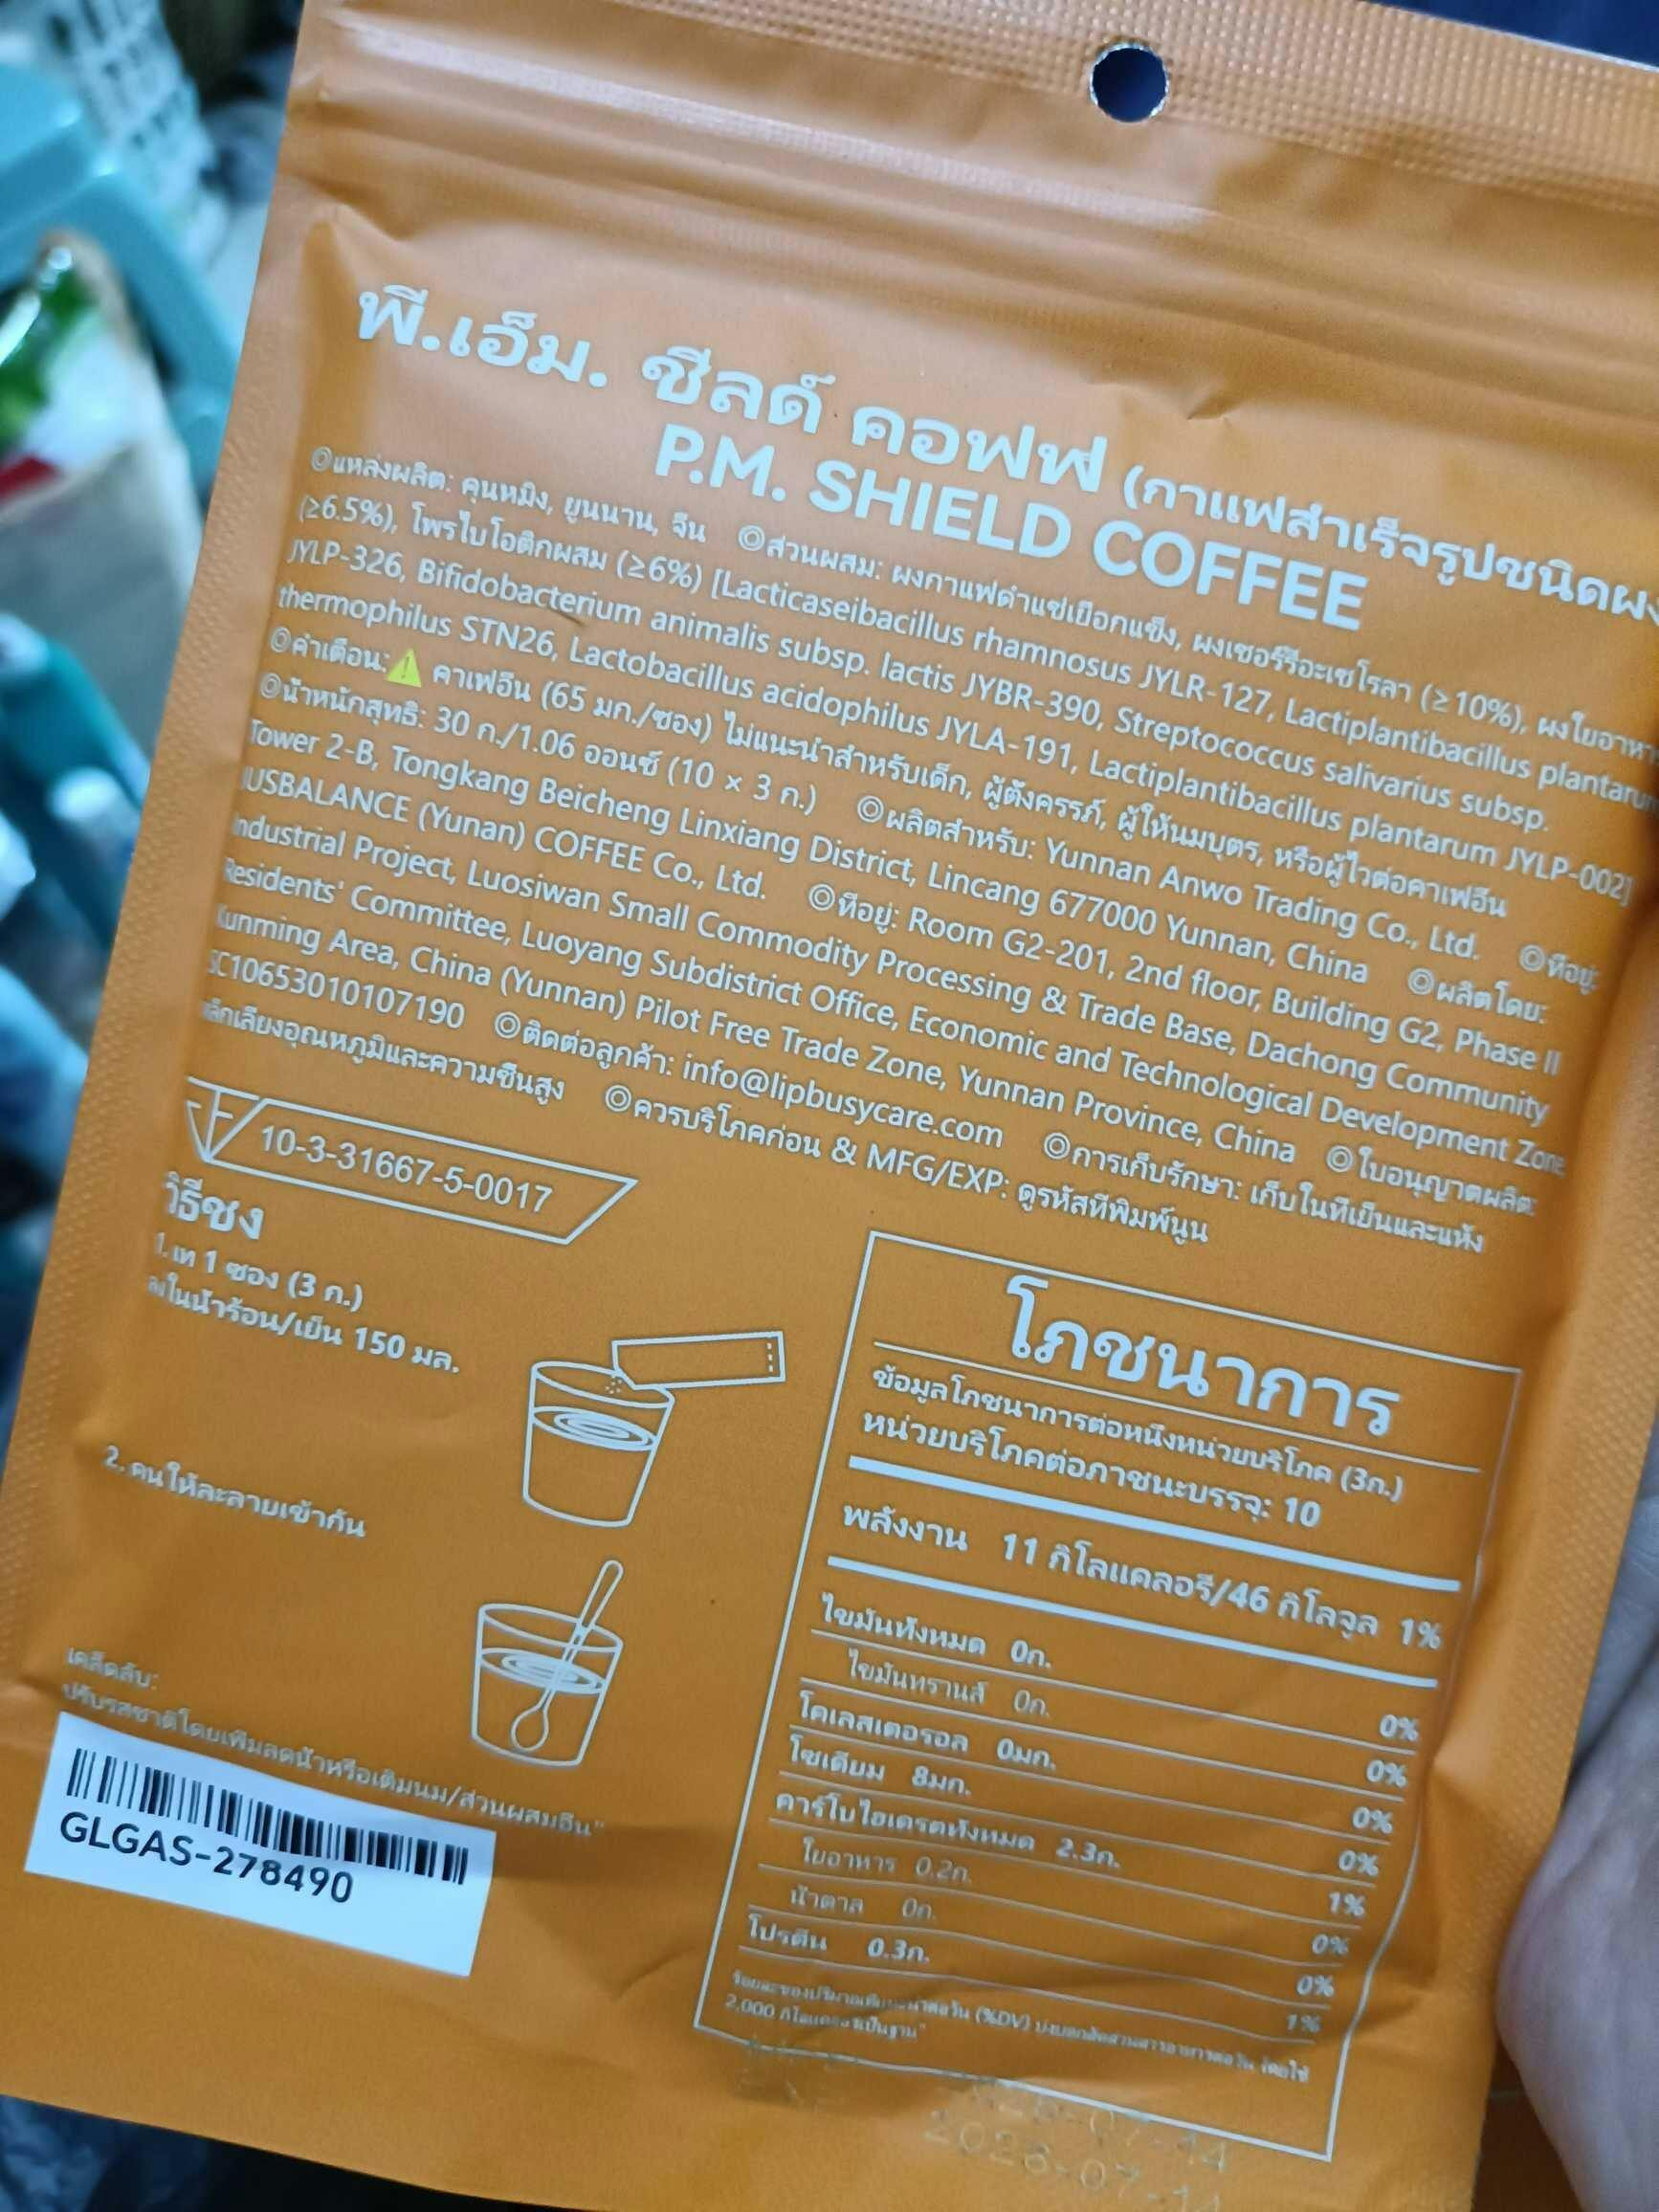 พี.เอ็ม. ชีลด์ คอฟฟี่ (กาแฟสำเร็จรูปชนิดผง
P.M. SHIELD COFFEE
◎แหล่งผลิต: คุนหมิง, ยูนนาน, จีน ◎ส่วนผสม: ผงกาแฟดำแช่เยือกแข็ง, ผงเชอร์รีอะเซโรลา (≥10%), ผงใยอาหาร
(≥6.5%), โพรไบโอติกผสม (≥6%) [Lacticaseibacillus rhamnosus JYLR-127, Lactiplantibacillus plantarum
JYLP-326, Bifidobacterium animalis subsp. lactis JYBR-390, Streptococcus salivarius subsp.
thermophilus STN26, Lactobacillus acidophilus JYLA-191, Lactiplantibacillus plantarum JYLP-002]
◎คำเตือน:⚠ คาเฟอีน (65 มก./ซอง) ไม่แนะนำสำหรับเด็ก, ผู้ตั้งครรภ์, ผู้ให้นมบุตร, หรือผู้ไวต่อคาเฟอีน
◎น้ำหนักสุทธิ: 30 ก./1.06 ออนซ์ (10 × 3 ก.) ◎ผลิตสำหรับ: Yunnan Anwo Trading Co., Ltd. ◎ที่อยู่:
Tower 2-B, Tongkang Beicheng Linxiang District, Lincang 677000 Yunnan, China ◎ผลิตโดย:
JUSBALANCE (Yunan) COFFEE Co., Ltd. ◎ที่อยู่: Room G2-201, 2nd floor, Building G2, Phase II
Industrial Project, Luosiwan Small Commodity Processing & Trade Base, Dachong Community
Residents' Committee, Luoyang Subdistrict Office, Economic and Technological Development Zone
Kunming Area, China (Yunnan) Pilot Free Trade Zone, Yunnan Province, China ◎ใบอนุญาตผลิต:
SC10653010107190 ◎ติดต่อลูกค้า: info@lipbusycare.com ◎การเก็บรักษา: เก็บในที่เย็นและแห้ง
หลีกเลี่ยงอุณหภูมิและความชื้นสูง ◎ควรบริโภคก่อน & MFG/EXP: ดูรหัสที่พิมพ์นูน
10-3-31667-5-0017
วิธีชง
1. เท 1 ซอง (3 ก.)
ลงในน้ำร้อน/เย็น 150 มล.
2. คนให้ละลายเข้ากัน
เคล็ดลับ:
ปรับรสชาติโดยเพิ่มลดน้ำหรือเติมนม/ส่วนผสมอื่น"
GLGAS-278490
โภชนาการ
ข้อมูลโภชนาการต่อหนึ่งหน่วยบริโภค (3ก.)
หน่วยบริโภคต่อภาชนะบรรจุ: 10
พลังงาน 11 กิโลแคลอรี/46 กิโลจูล 1%
ไขมันทั้งหมด 0ก. 0%
ไขมันทรานส์ 0ก. 0%
โคเลสเตอรอล 0มก. 0%
โซเดียม 8มก. 0%
คาร์โบไฮเดรตทั้งหมด 2.3ก. 1%
ใยอาหาร 0.2ก. 0%
น้ำตาล 0ก. 0%
โปรตีน 0.3ก. 1%
(%DV)
2,000